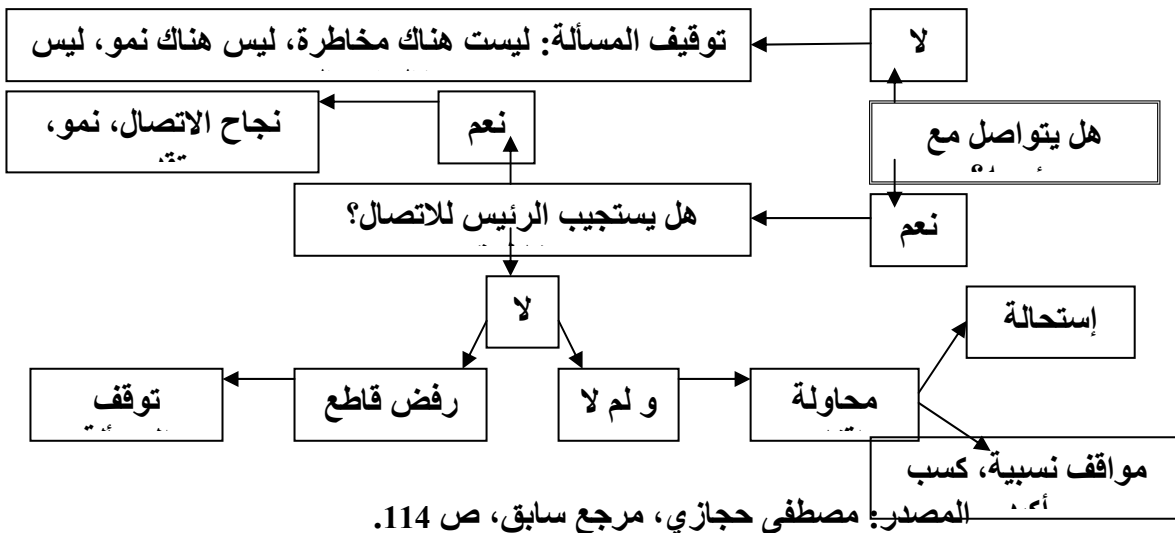 توقيف المسألة: ليست هناك مخاطرة، ليس هناك نمو، ليس
لا
نجاح الاتصال، نمو،
نعم
هل يتواصل مع
هل يستجيب الرئيس للاتصال؟
نعم
لا
إستحالة
توقف
رفض قاطع
و لم لا
محاولة
مواقف نسبية، كسب
المصدر: مصطفى حجازي، مرجع سابق، ص 114.